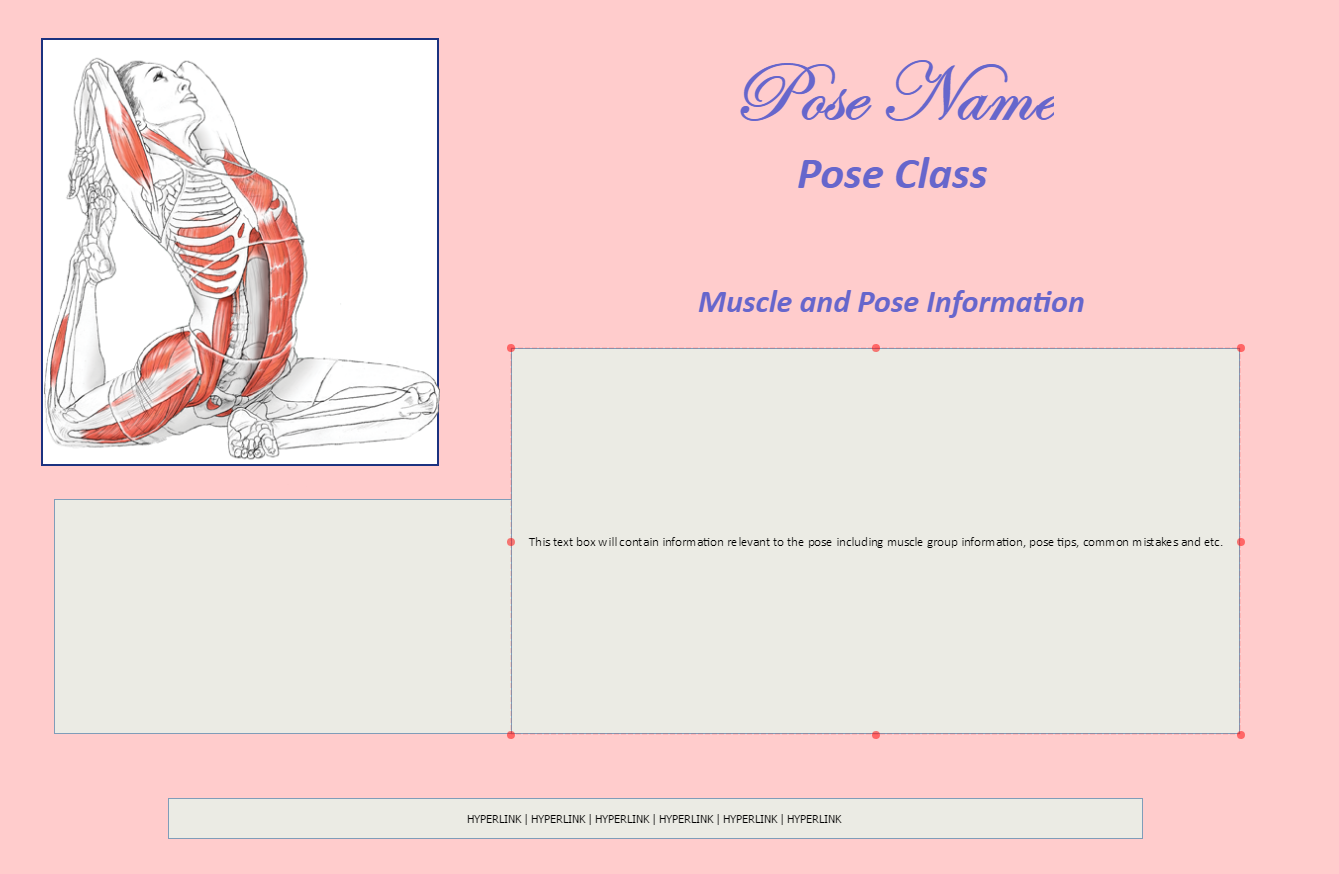 Pose Name
Pose Class
Muscle and Pose Information
This text box will contain information relevant to the pose including muscle group information, pose tips, common mistakes and etc.
HYPERLINK | HYPERLINK | HYPERLINK | HYPERLINK | HYPERLINK | HYPERLINK